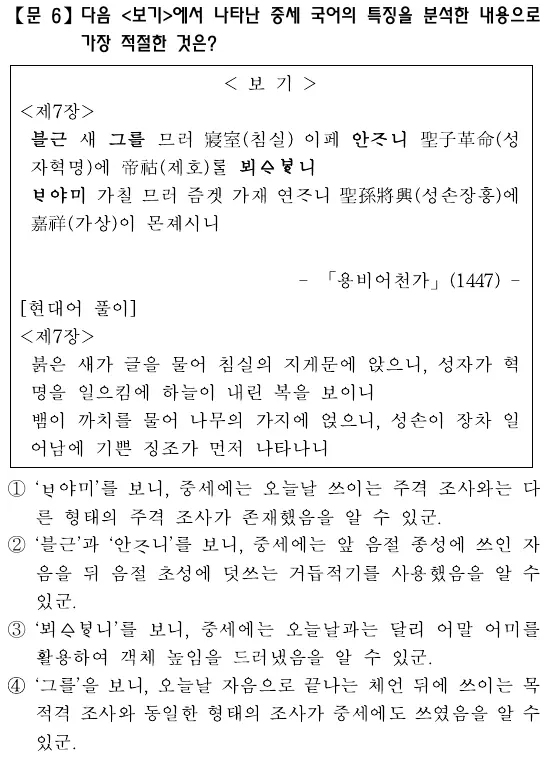 【문 6】 다음 <보기>에서 나타난 중세 국어의 특징을 분석한 내용으로
가장 적절한 것은?
< 보 기 >
<제7장>
블근 새 그를 므러 寢室(침실) 이페 안ᄌᆞ니 聖子革命(성
자혁명)에 帝祜(제호)ᄅᆞᆯ 뵈ᅀᆞᄫᆞ니
ᄇᆞ야미 가칠 므러 즘겟 가재 연ᄌᆞ니 聖孫將興(성손장흥)에
嘉祥(가상)이 몬졔시니
- 「용비어천가」(1447) -
[현대어 풀이]
<제7장>
붉은 새가 글을 물어 침실의 지게문에 앉으니, 성자가 혁
명을 일으킴에 하늘이 내린 복을 보이니
뱀이 까치를 물어 나무의 가지에 얹으니, 성손이 장차 일
어남에 기쁜 징조가 먼저 나타나니
① ‘ᄇᆞ야미’를 보니, 중세에는 오늘날 쓰이는 주격 조사와는 다
른 형태의 주격 조사가 존재했음을 알 수 있군.
② ‘블근’과 ‘안ᄌᆞ니’를 보니, 중세에는 앞 음절 종성에 쓰인 자
음을 뒤 음절 초성에 덧쓰는 거듭적기를 사용했음을 알 수
있군.
③ ‘뵈ᅀᆞᄫᆞ니’를 보니, 중세에는 오늘날과는 달리 어말 어미를
활용하여 객체 높임을 드러냈음을 알 수 있군.
④ ‘그를’을 보니, 오늘날 자음으로 끝나는 체언 뒤에 쓰이는 목
적격 조사와 동일한 형태의 조사가 중세에도 쓰였음을 알 수
있군.